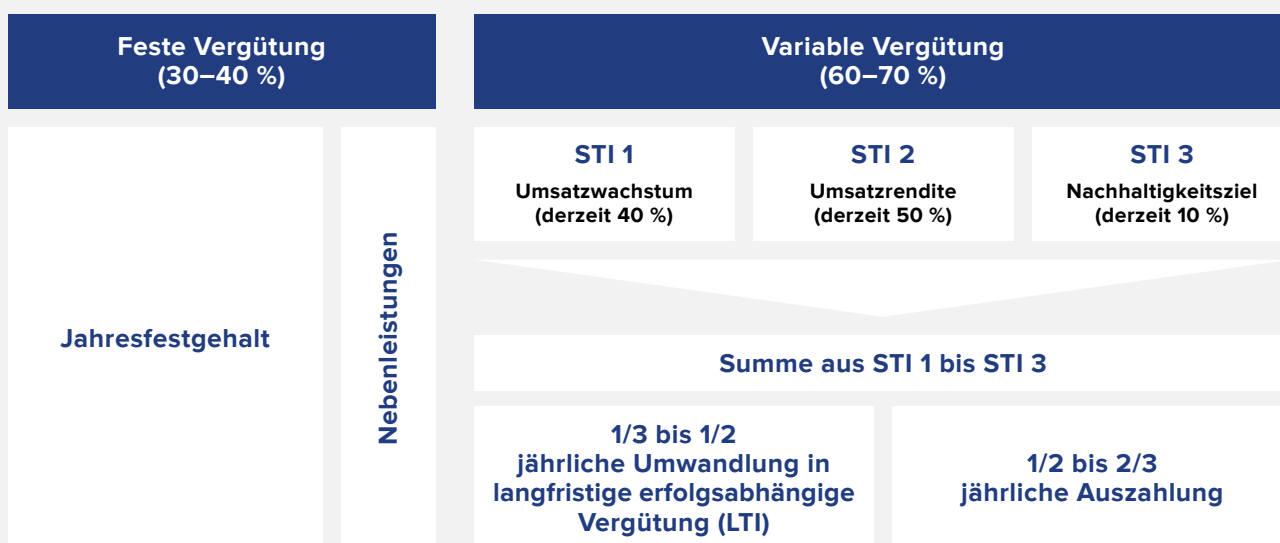 Feste Vergütung
(30–40 %)
Jahresfestgehalt
Nebenleistungen
Variable Vergütung
(60–70 %)
STI 1
Umsatzwachstum
(derzeit 40 %)
STI 2
Umsatzrendite
(derzeit 50 %)
STI 3
Nachhaltigkeitsziel
(derzeit 10 %)
Summe aus STI 1 bis STI 3
1/3 bis 1/2
jährliche Umwandlung in
langfristige erfolgsabhängige
Vergütung (LTI)
1/2 bis 2/3
jährliche Auszahlung